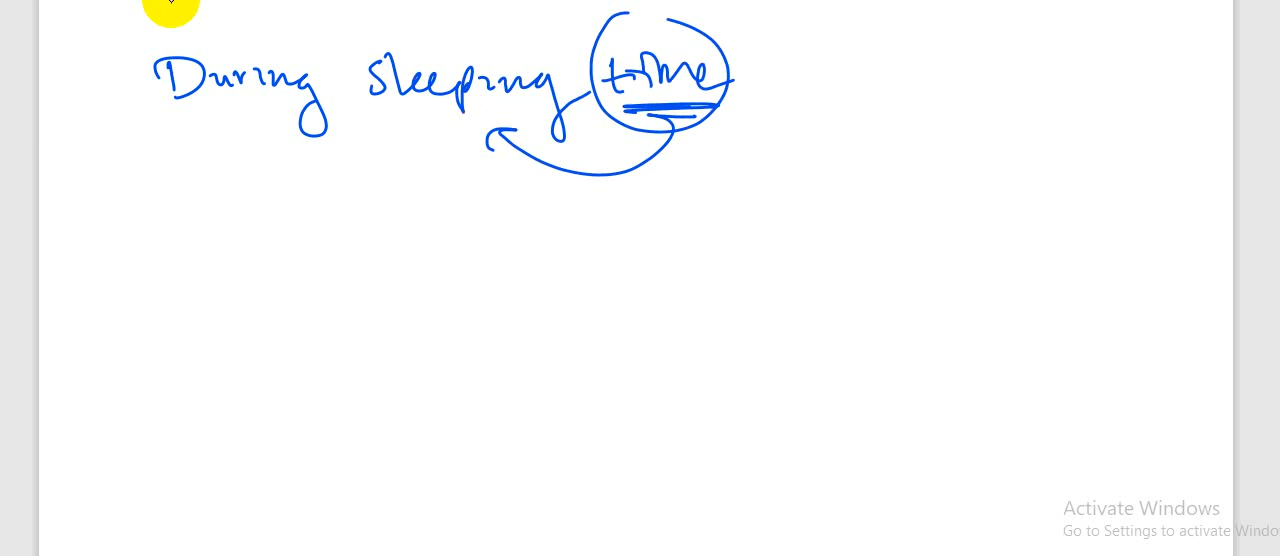 During sleeping time
Activate Windows
Go to Settings to activate Windo